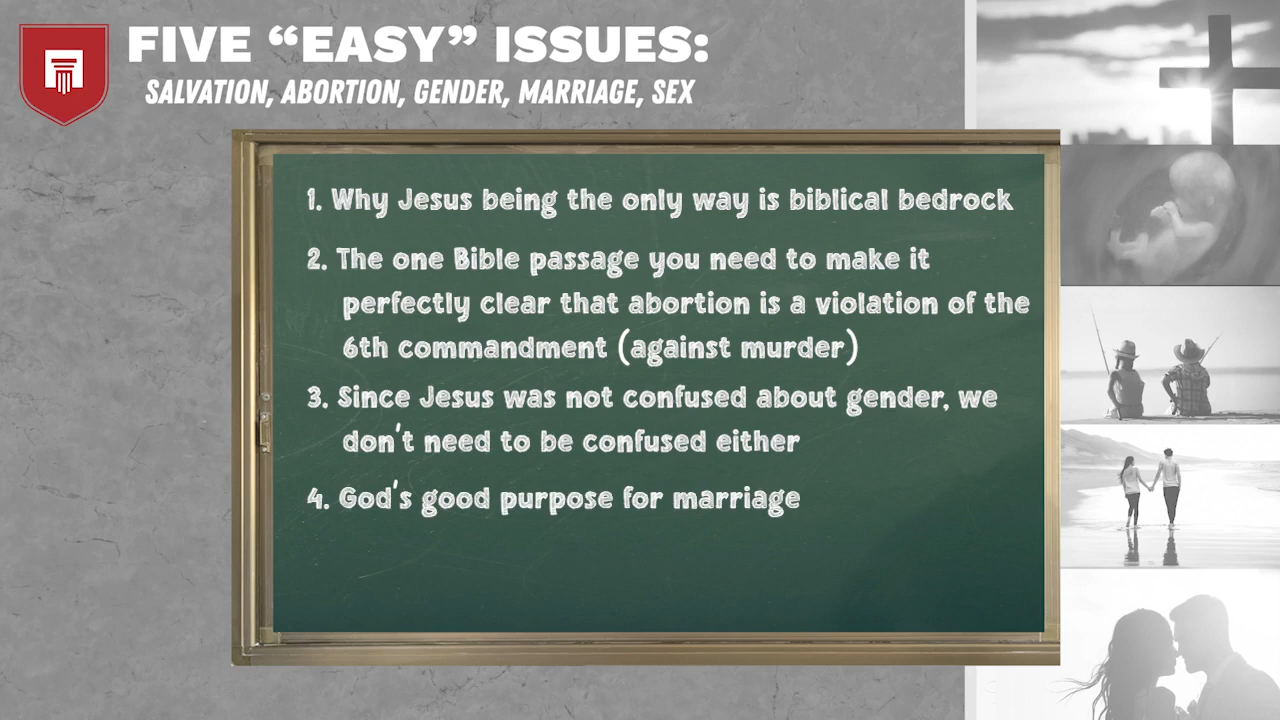 FIVE “EASY” ISSUES:
SALVATION, ABORTION, GENDER, MARRIAGE, SEX
1. Why Jesus being the only way is biblical bedrock
2. The one Bible passage you need to make it
perfectly clear that abortion is a violation of the
6th commandment (against murder)
3. Since Jesus was not confused about gender, we
don't need to be confused either
4. God's good purpose for marriage